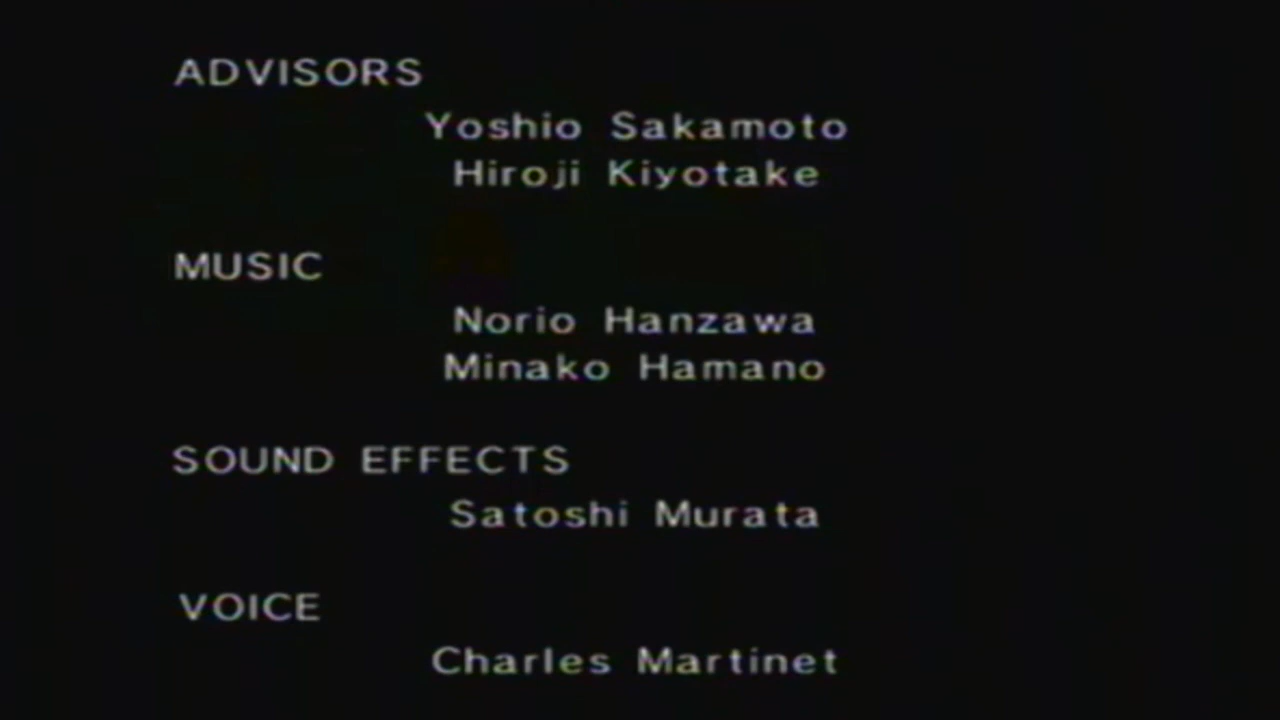 ADVISORS
Yoshio Sakamoto
Hiroji Kiyotake
MUSIC
Norio Hanzawa
Minako Hamano
SOUND EFFECTS
Satoshi Murata
VOICE
Charles Martinet